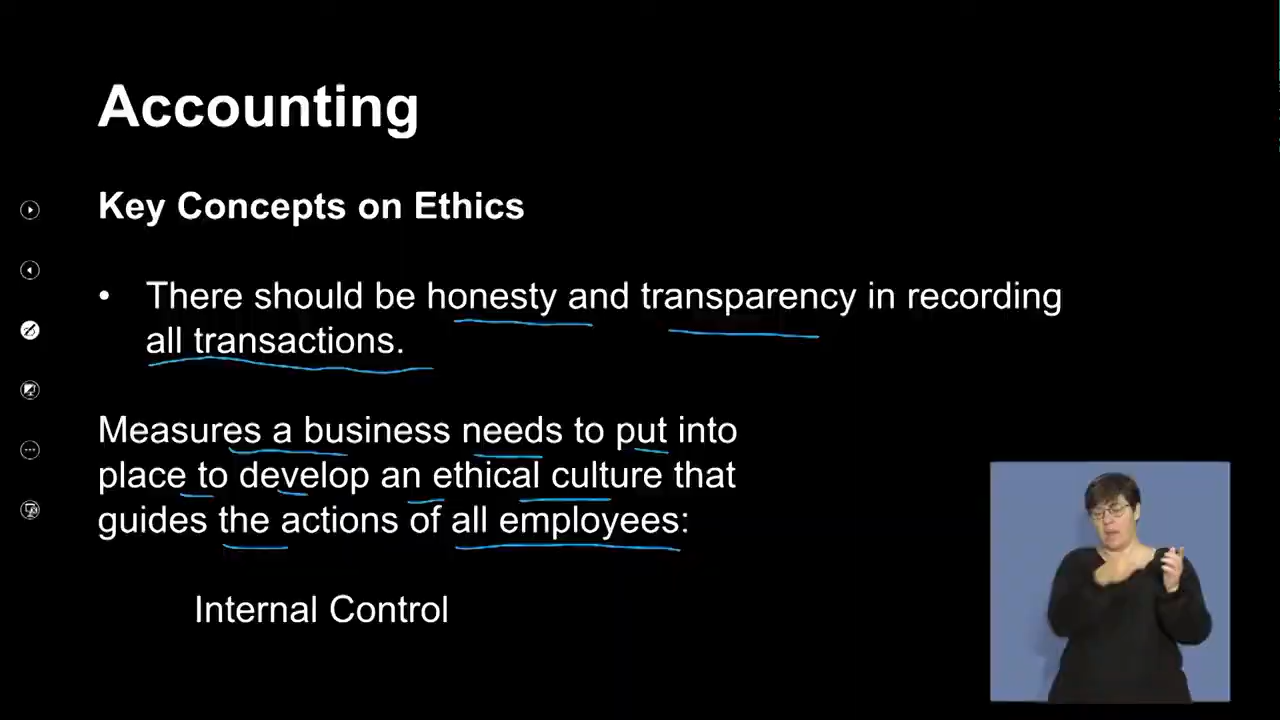 Accounting
Key Concepts on Ethics
• There should be honesty and transparency in recording
all transactions.
Measures a business needs to put into
place to develop an ethical culture that
guides the actions of all employees:
Internal Control